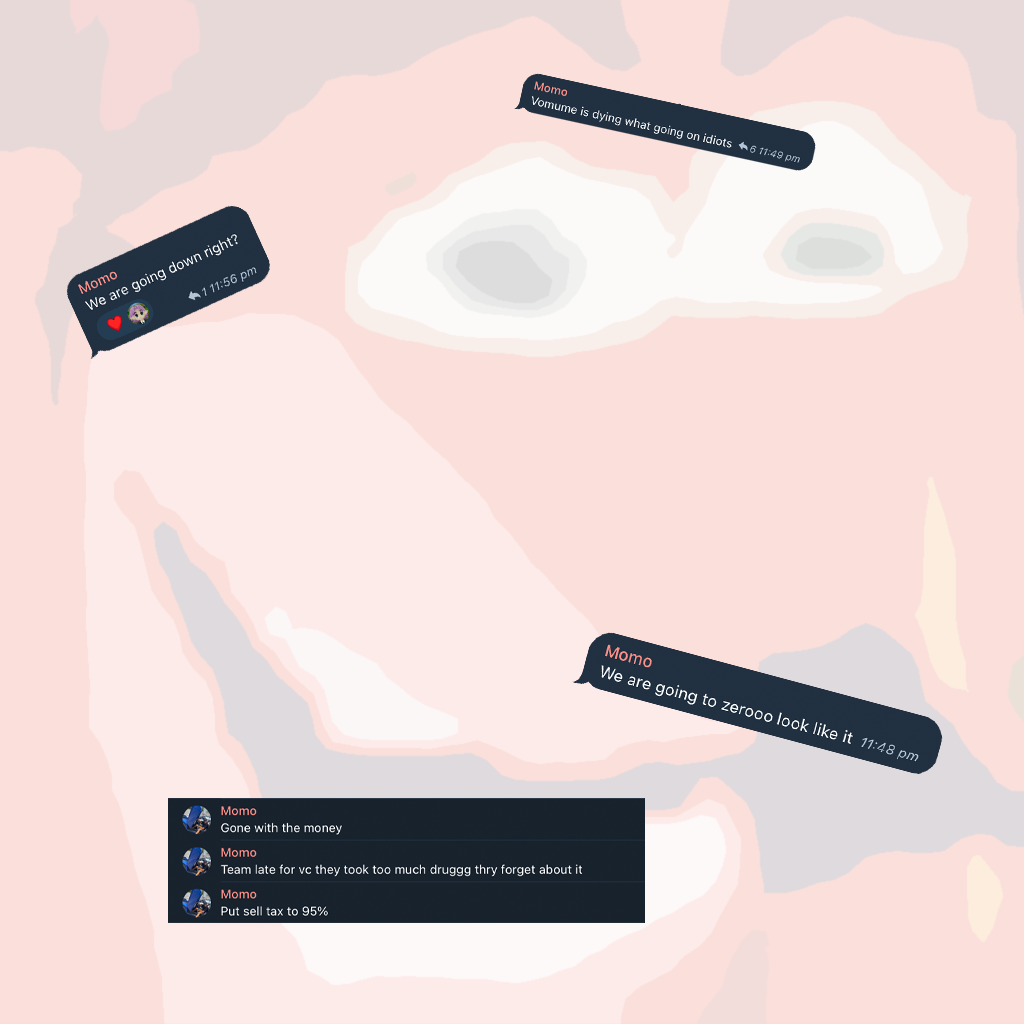 Momo
Vomume is dying what going on idiots 6 11:49 pm
Momo
We are going down right?
1 11:56 pm
Momo
We are going to zerooo look like it 11:48 pm
Momo
Gone with the money
Momo
Team late for vc they took too much druggg thry forget about it
Momo
Put sell tax to 95%